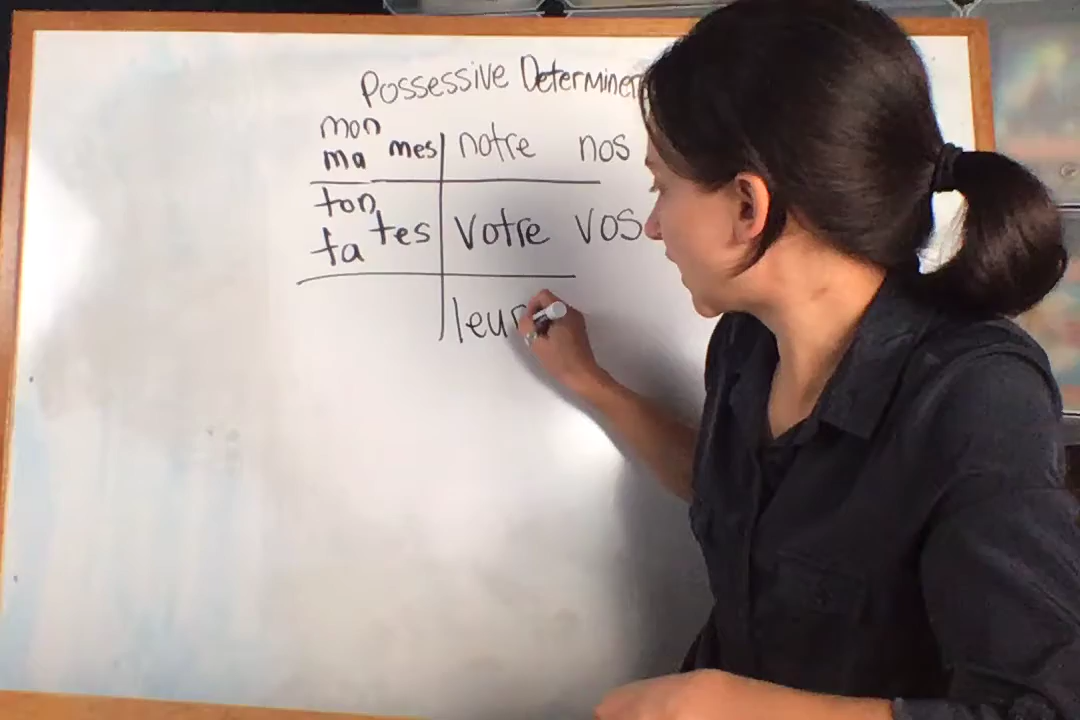 Possessive Determiner
mon
ma mes notre nos
ton
ta tes votre vos
leur